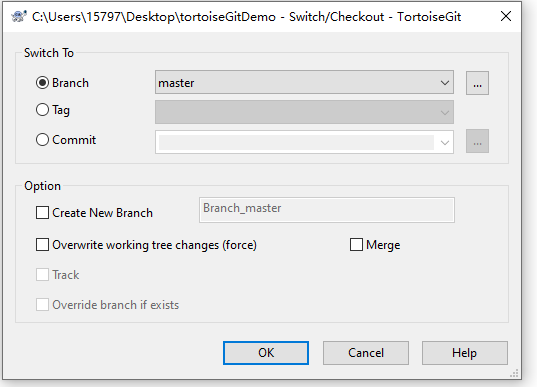 C:\Users\15797\Desktop\tortoiseGitDemo - Switch/Checkout - TortoiseGit
Switch To
Branch
master
...
Tag
Commit
...
Option
Create New Branch
Branch_master
Overwrite working tree changes (force)
Merge
Track
Override branch if exists
OK
Cancel
Help